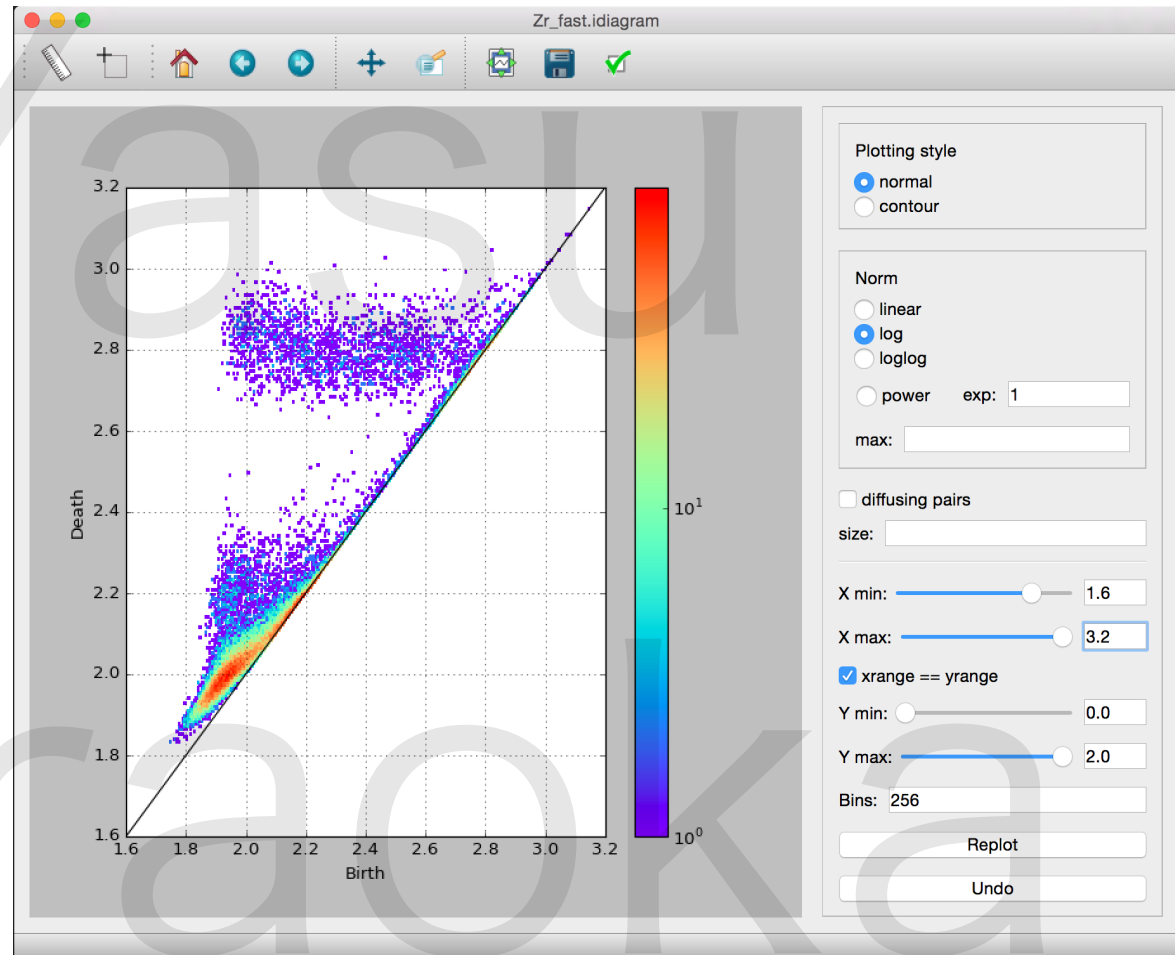 Zr_fast.idiagram
Plotting style
normal
contour
Norm
linear
log
loglog
power exp: 1
max:
diffusing pairs
size:
X min: 1.6
X max: 3.2
xrange == yrange
Y min: 0.0
Y max: 2.0
Bins: 256
Replot
Undo
3.2
3.0
2.8
2.6
2.4
2.2
2.0
1.8
1.6
Death
1.6 1.8 2.0 2.2 2.4 2.6 2.8 3.0 3.2
Birth
10¹
10⁰
asu
raoka